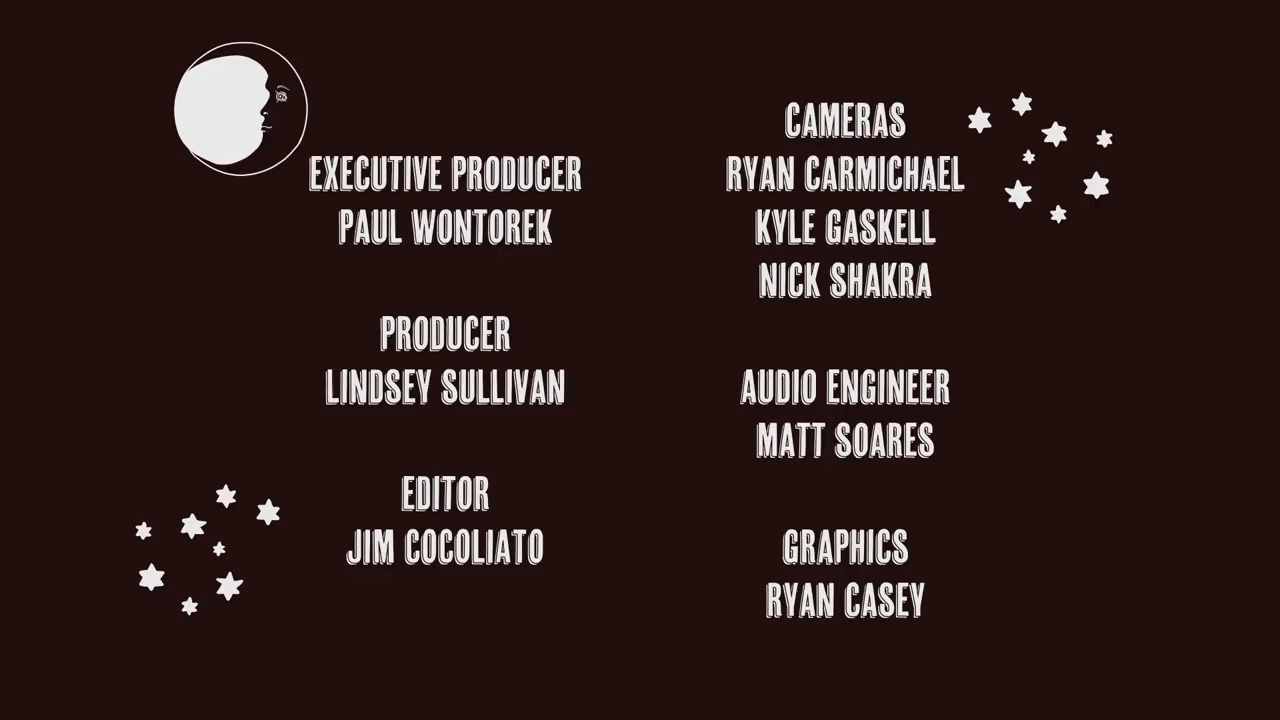 EXECUTIVE PRODUCER
PAUL WONTOREK
PRODUCER
LINDSEY SULLIVAN
EDITOR
JIM COCOLIATO
CAMERAS
RYAN CARMICHAEL
KYLE GASKELL
NICK SHAKRA
AUDIO ENGINEER
MATT SOARES
GRAPHICS
RYAN CASEY